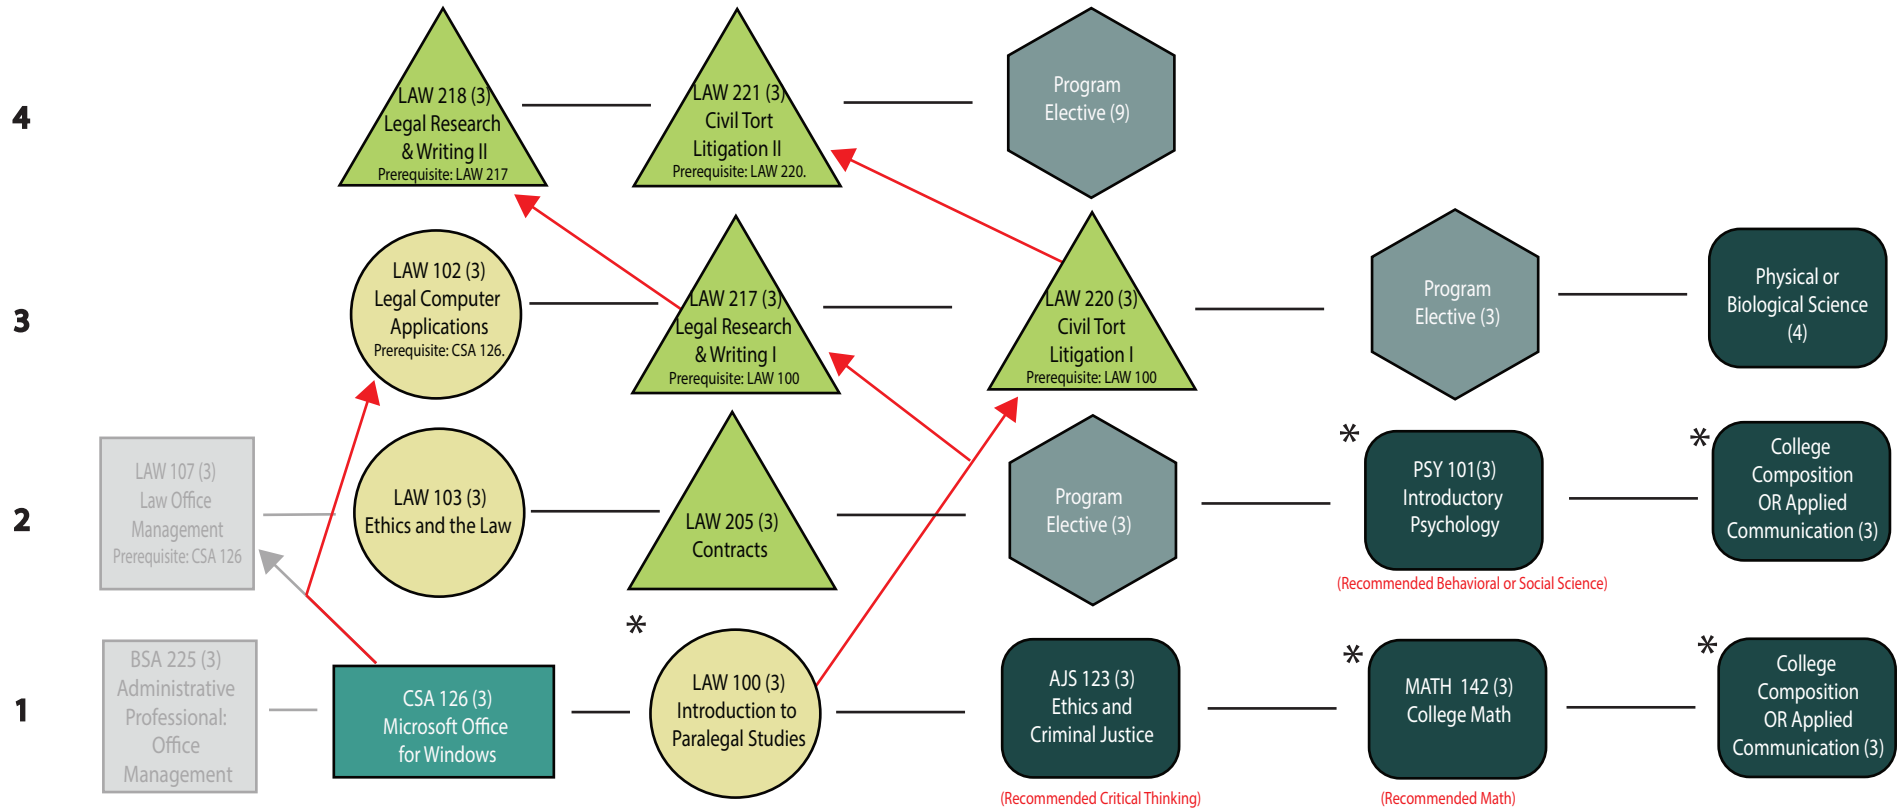 4
LAW 218 (3)
Legal Research
& Writing II
Prerequisite: LAW 217
LAW 221 (3)
Civil Tort
Litigation II
Prerequisite: LAW 220.
Program
Elective (9)
3
LAW 102 (3)
Legal Computer
Applications
Prerequisite: CSA 126.
LAW 217 (3)
Legal Research
& Writing I
Prerequisite: LAW 100
LAW 220 (3)
Civil Tort
Litigation I
Prerequisite: LAW 100
Program
Elective (3)
Physical or
Biological Science
(4)
2
LAW 107 (3)
Law Office
Management
Prerequisite: CSA 126
LAW 103 (3)
Ethics and the Law
LAW 205 (3)
Contracts
Program
Elective (3)
*
PSY 101(3)
Introductory
Psychology
(Recommended Behavioral or Social Science)
*
College
Composition
OR Applied
Communication (3)
1
BSA 225 (3)
Administrative
Professional:
Office
Management
CSA 126 (3)
Microsoft Office
for Windows
*
LAW 100 (3)
Introduction to
Paralegal Studies
AJS 123 (3)
Ethics and
Criminal Justice
(Recommended Critical Thinking)
*
MATH 142 (3)
College Math
(Recommended Math)
*
College
Composition
OR Applied
Communication (3)